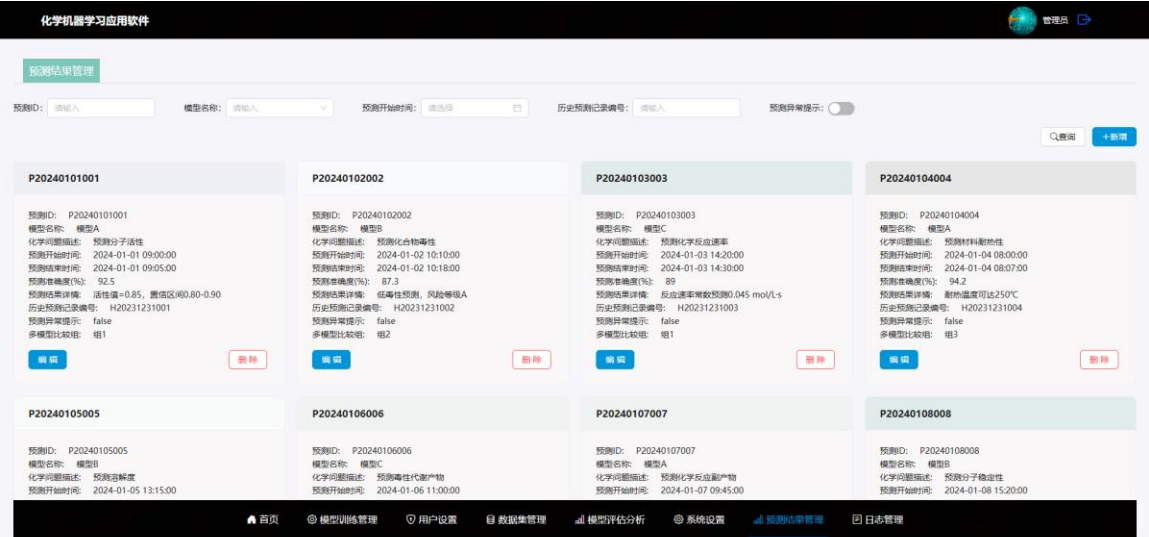 化学机器学习应用软件
管理员
预测结果管理
预测ID: 请输入 模型名称: 请输入 预测开始时间: 请选择 历史预测记录编号: 请输入 预测异常提示:
查询 +新增
P20240101001
预测ID: P20240101001
模型名称: 模型A
化学问题描述: 预测分子活性
预测开始时间: 2024-01-01 09:00:00
预测结束时间: 2024-01-01 09:05:00
预测准确度(%): 92.5
预测结果详情: 活性值=0.85, 置信区间0.80-0.90
历史预测记录编号: H20231231001
预测异常提示: false
多模型比较组: 组1
编辑 删除
P20240102002
预测ID: P20240102002
模型名称: 模型B
化学问题描述: 预测化合物毒性
预测开始时间: 2024-01-02 10:10:00
预测结束时间: 2024-01-02 10:18:00
预测准确度(%): 87.3
预测结果详情: 低毒性预测, 风险等级A
历史预测记录编号: H20231231002
预测异常提示: false
多模型比较组: 组2
编辑 删除
P20240103003
预测ID: P20240103003
模型名称: 模型C
化学问题描述: 预测化学反应速率
预测开始时间: 2024-01-03 14:20:00
预测结束时间: 2024-01-03 14:30:00
预测准确度(%): 89
预测结果详情: 反应速率常数预测0.045 mol/L·s
历史预测记录编号: H20231231003
预测异常提示: false
多模型比较组: 组1
编辑 删除
P20240104004
预测ID: P20240104004
模型名称: 模型A
化学问题描述: 预测材料耐热性
预测开始时间: 2024-01-04 08:00:00
预测结束时间: 2024-01-04 08:07:00
预测准确度(%): 94.2
预测结果详情: 耐热温度可达250℃
历史预测记录编号: H20231231004
预测异常提示: false
多模型比较组: 组3
编辑 删除
P20240105005
预测ID: P20240105005
模型名称: 模型B
化学问题描述: 预测溶解度
预测开始时间: 2024-01-05 13:15:00
P20240106006
预测ID: P20240106006
模型名称: 模型C
化学问题描述: 预测毒性代谢产物
预测开始时间: 2024-01-06 11:00:00
P20240107007
预测ID: P20240107007
模型名称: 模型A
化学问题描述: 预测化学反应副产物
预测开始时间: 2024-01-07 09:45:00
P20240108008
预测ID: P20240108008
模型名称: 模型B
化学问题描述: 预测分子稳定性
预测开始时间: 2024-01-08 15:20:00
首页 模型训练管理 用户设置 数据集管理 模型评估分析 系统设置 预测结果管理 日志管理